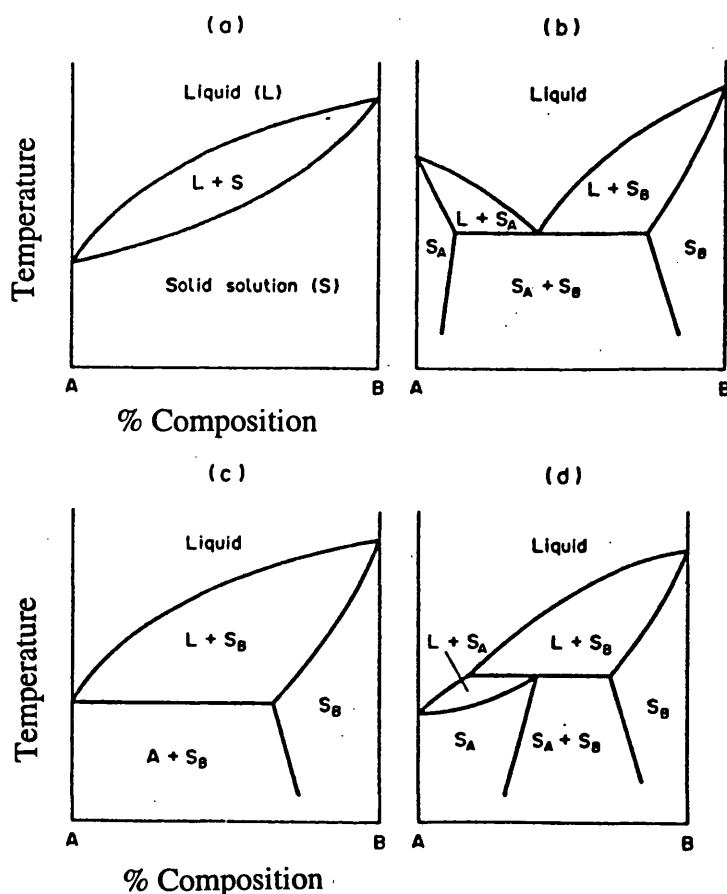 (a)
Temperature
Liquid (L)
L + S
Solid solution (S)
A
B
% Composition
(b)
Liquid
L + S_A
L + S_B
S_A
S_B
S_A + S_B
A
B
(c)
Temperature
Liquid
L + S_B
S_B
A + S_B
A
B
% Composition
(d)
Liquid
L + S_A
L + S_B
S_B
S_A
S_A + S_B
A
B